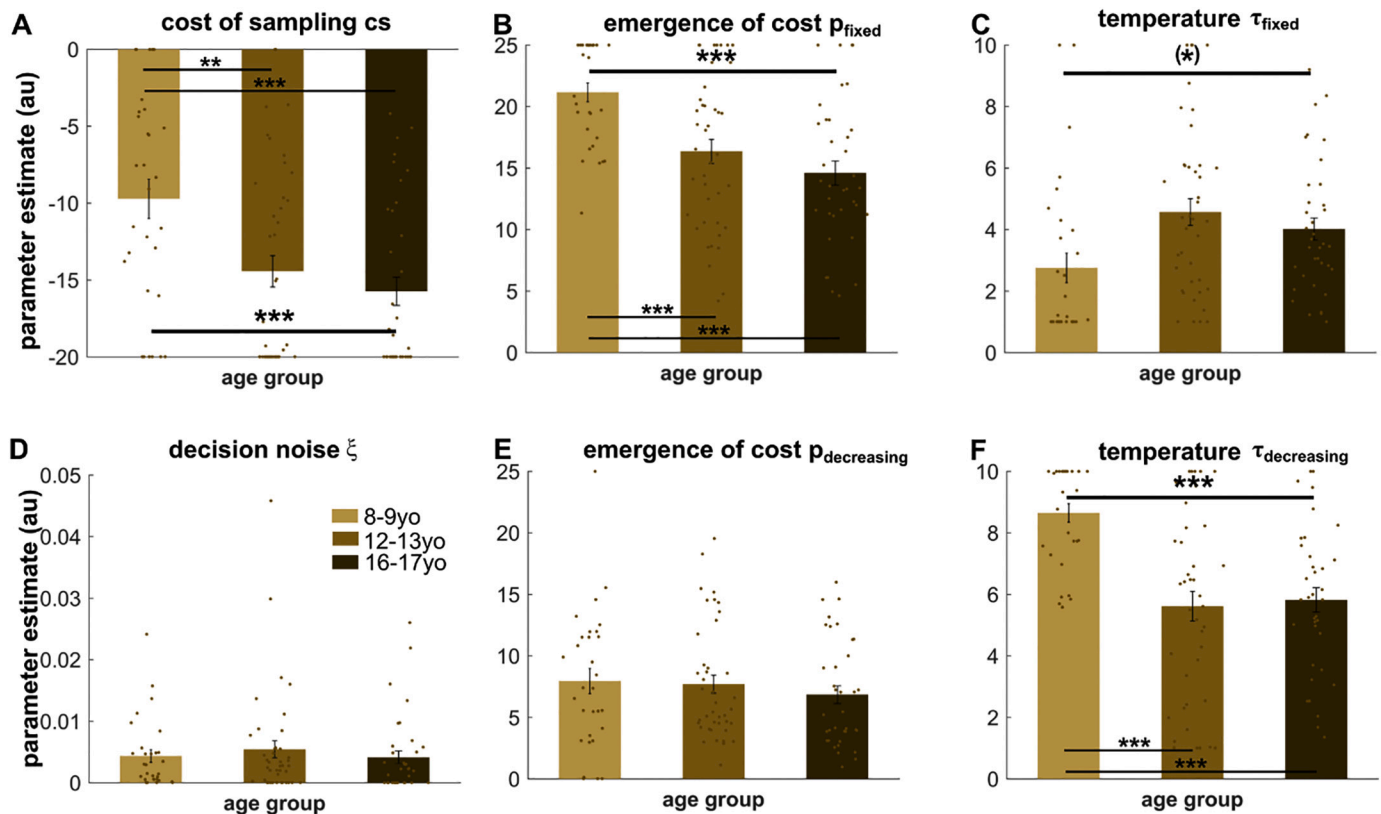 A cost of sampling cs
0
-5
-10
-15
-20
parameter estimate (au)
**
***
***
age group
B emergence of cost pfixed
25
20
15
10
5
0
***
***
***
age group
C temperature τfixed
10
8
6
4
2
0
(*)
age group
D decision noise ξ
0.05
0.04
0.03
0.02
0.01
0
parameter estimate (au)
8-9yo
12-13yo
16-17yo
age group
E emergence of cost pdecreasing
25
20
15
10
5
0
age group
F temperature τdecreasing
10
8
6
4
2
0
***
***
***
age group